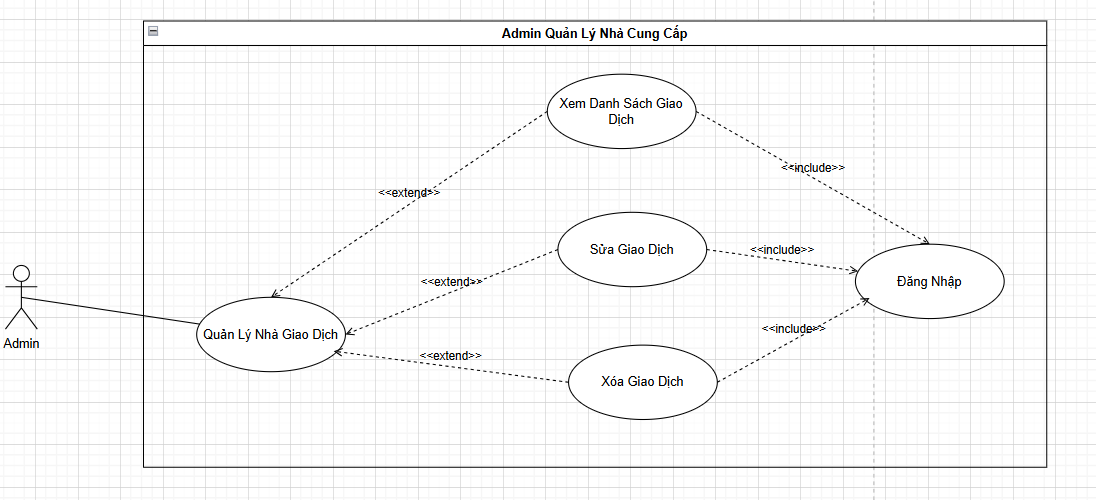 Admin Quản Lý Nhà Cung Cấp
Xem Danh Sách Giao
Dịch
<<include>>
<<extend>>
Sửa Giao Dịch
<<include>>
<<extend>>
Đăng Nhập
<<include>>
Quản Lý Nhà Giao Dịch
Admin
<<extend>>
Xóa Giao Dịch